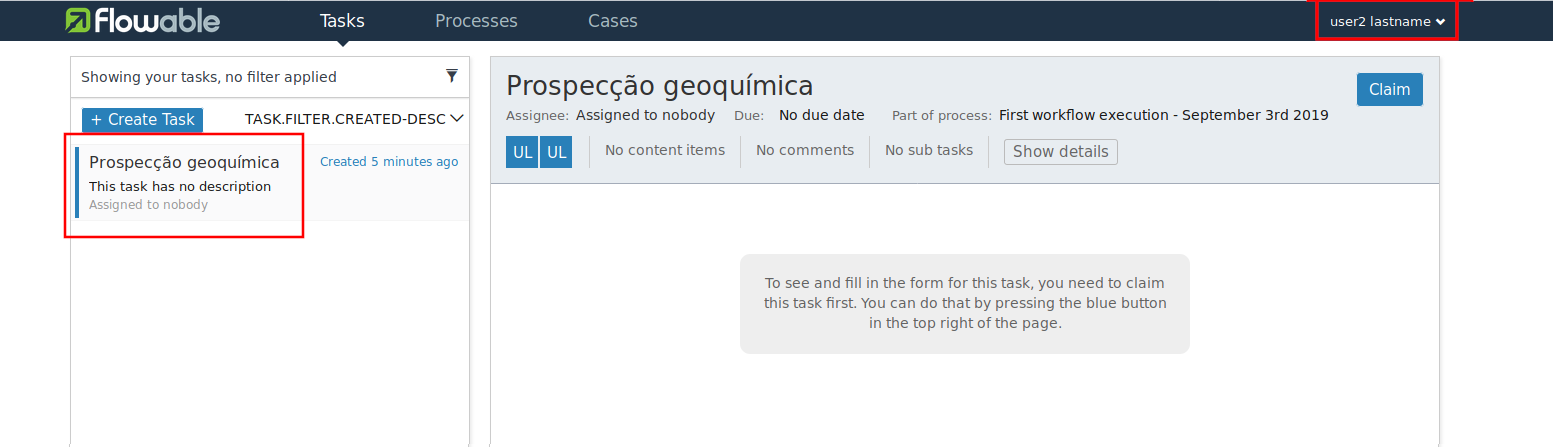 Flowable
Tasks
Processes
Cases
user2 lastname
Showing your tasks, no filter applied
+ Create Task
TASK.FILTER.CREATED-DESC
Prospecção geoquímica
Created 5 minutes ago
This task has no description
Assigned to nobody
Prospecção geoquímica
Claim
Assignee: Assigned to nobody
Due: No due date
Part of process: First workflow execution - September 3rd 2019
UL UL
No content items
No comments
No sub tasks
Show details
To see and fill in the form for this task, you need to claim
this task first. You can do that by pressing the blue button
in the top right of the page.